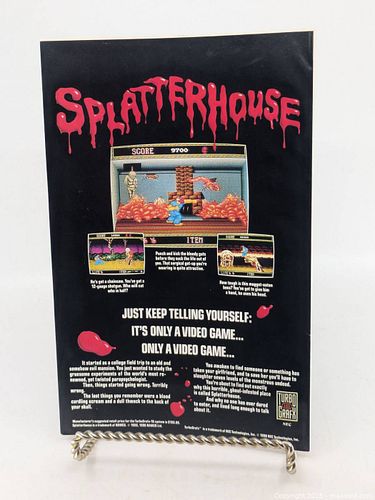 SPLATTERHOUSE
SCORE 9700
ITEM
Punch and kick the bloody guts
before they suck the life out of
you. That surgical get-up you're
wearing is quite attractive.
He's got a chainsaw. You've got a
12-gauge shotgun. Who will end
up in half?
How tough is this maggot-eaten
boss? You've got to give him
a hand, he owns his head.
JUST KEEP TELLING YOURSELF:
IT'S ONLY A VIDEO GAME...
ONLY A VIDEO GAME...
It started as a college field trip to an old and
somehow evil mansion. You just wanted to study the
gruesome experiments of the world's most re-
nowned, yet twisted parapsychologist.
Then, things started going wrong. Terribly
wrong.
The last things you remember were a blood
curdling scream and a dull thwack to the back of
your skull.
You awaken to find someone or something has
taken your girlfriend, and to save her you'll have to
slaughter seven levels of the monstrous undead.
You're about to find out exactly
why this horrible, ghoul-infested place
is called Splatterhouse.
And why no one has ever dared
to enter, and lived long enough to talk
about it.
TURBO
GRAFX
NEC